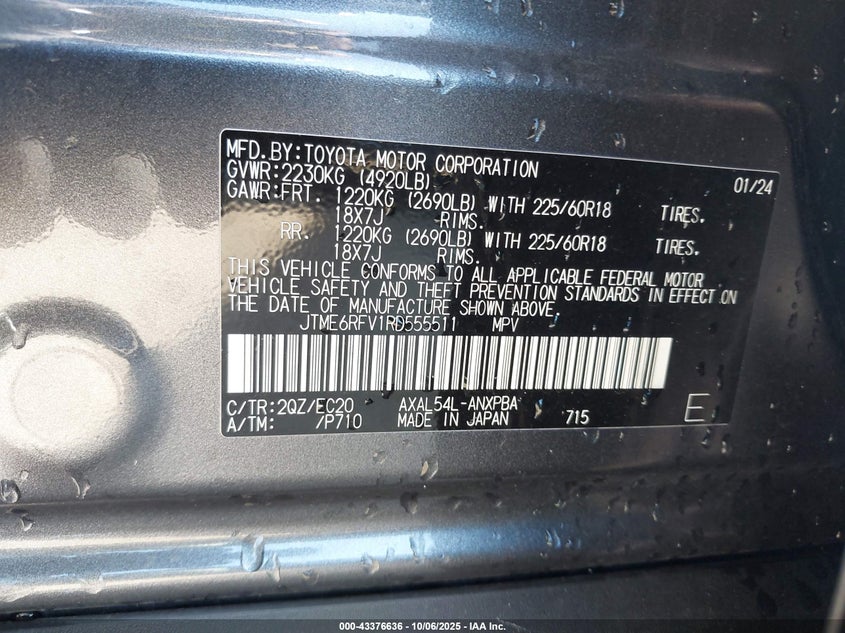 MFD.BY:TOYOTA MOTOR CORPORATION 01/24
GVWR:2230KG (4920LB)
GAWR:FRT. 1220KG (2690LB) WITH 225/60R18 TIRES.
18X7J RIMS.
RR. 1220KG (2690LB) WITH 225/60R18 TIRES.
18X7J RIMS.
THIS VEHICLE CONFORMS TO ALL APPLICABLE FEDERAL MOTOR
VEHICLE SAFETY AND THEFT PREVENTION STANDARDS IN EFFECT ON
THE DATE OF MANUFACTURE SHOWN ABOVE.
JTME6RFV1RD555511 MPV
C/TR:2QZ/EC20 AXAL54L-ANXPBA E
A/TM: /P710 MADE IN JAPAN 715
000-43376636 - 10/06/2025 - IAA Inc.